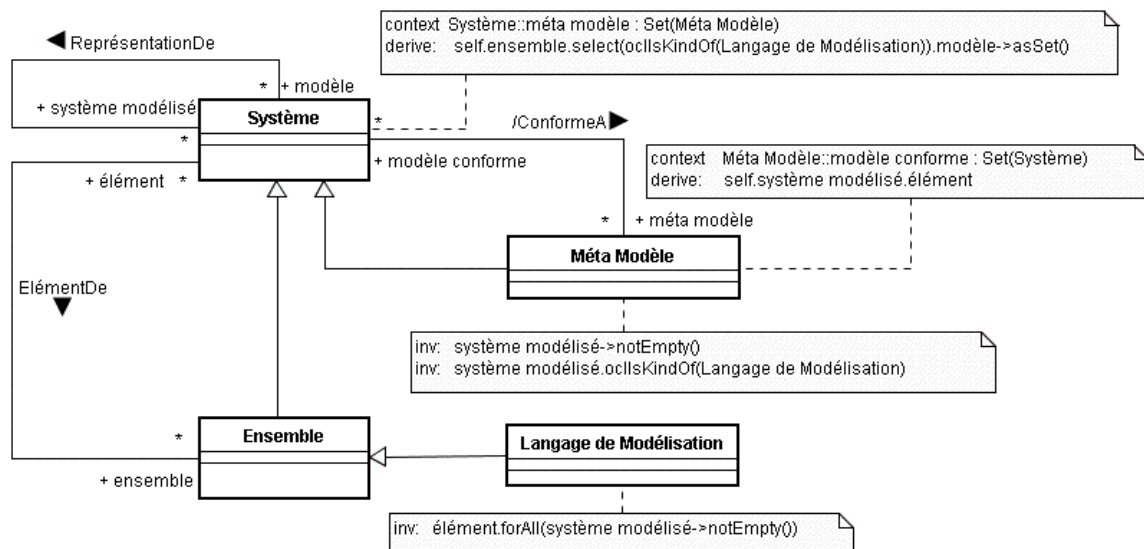 context Système::méta modèle : Set(Méta Modèle)
derive: self.ensemble.select(oclIsKindOf(Langage de Modélisation)).modèle->asSet()
ReprésentationDe
* + modèle
+ système modélisé
Système
*
*
/ConformeA
+ modèle conforme
context Méta Modèle::modèle conforme : Set(Système)
derive: self.système modélisé.élément
+ élément *
* + méta modèle
Méta Modèle
ElémentDe
inv: système modélisé->notEmpty()
inv: système modélisé.oclIsKindOf(Langage de Modélisation)
*
Ensemble
Langage de Modélisation
+ ensemble
inv: élément.forAll(système modélisé->notEmpty())